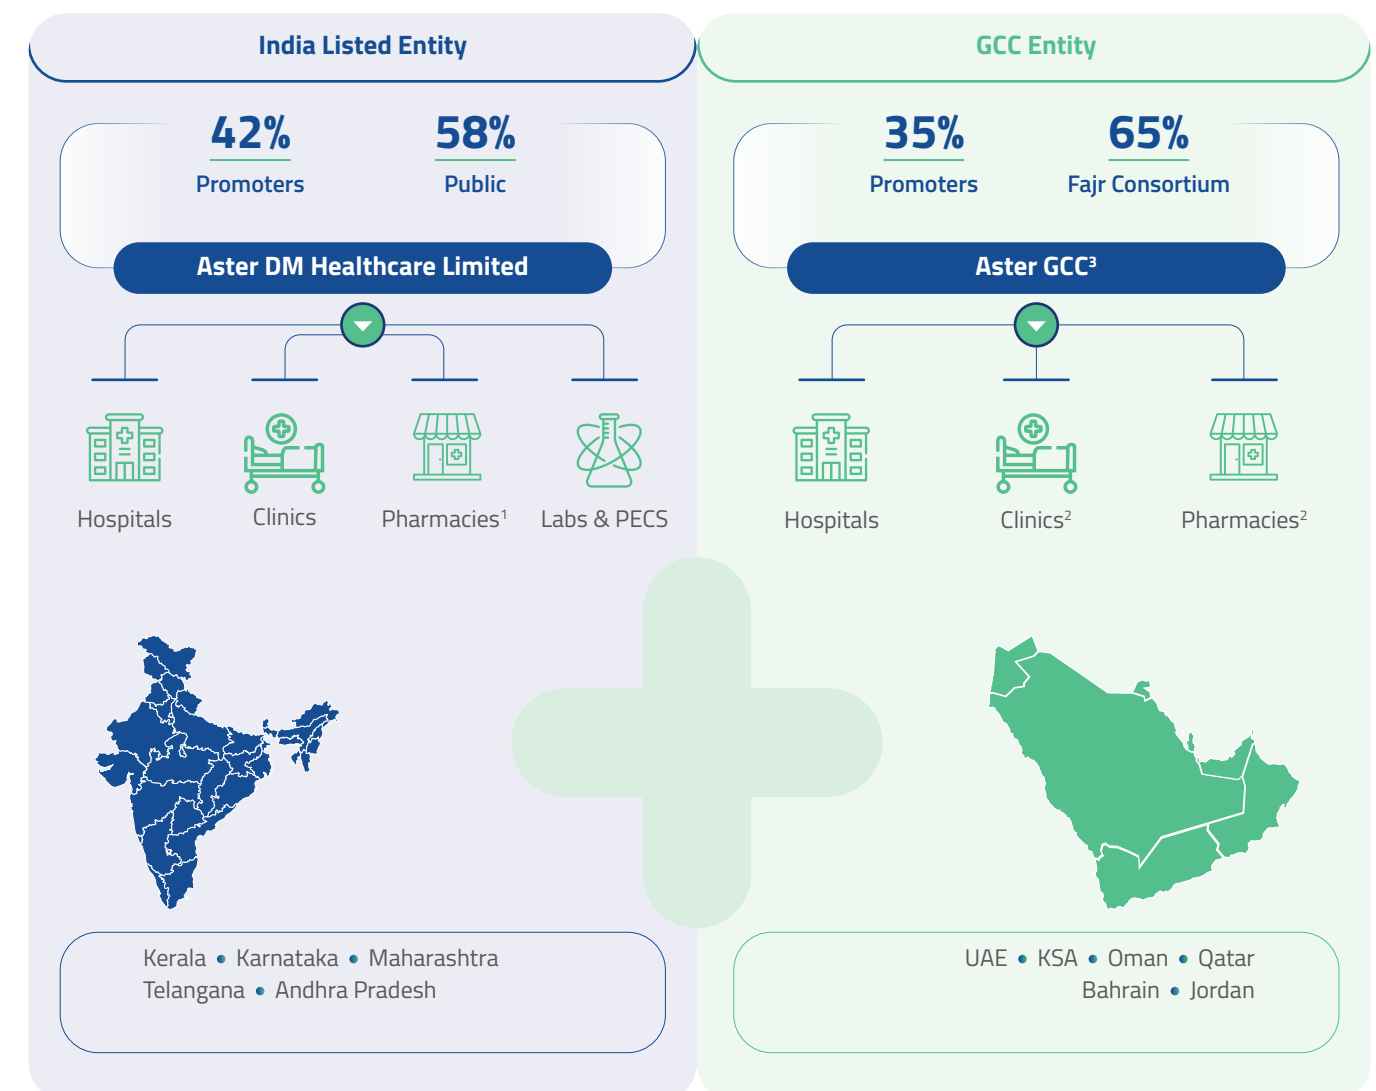 India Listed Entity
42%
58%
Promoters
Public
Aster DM Healthcare Limited
Hospitals
Clinics
Pharmacies¹
Labs & PECS
Kerala • Karnataka • Maharashtra
Telangana • Andhra Pradesh
GCC Entity
35%
65%
Promoters
Fajr Consortium
Aster GCC³
Hospitals
Clinics²
Pharmacies²
UAE • KSA • Oman • Qatar
Bahrain • Jordan